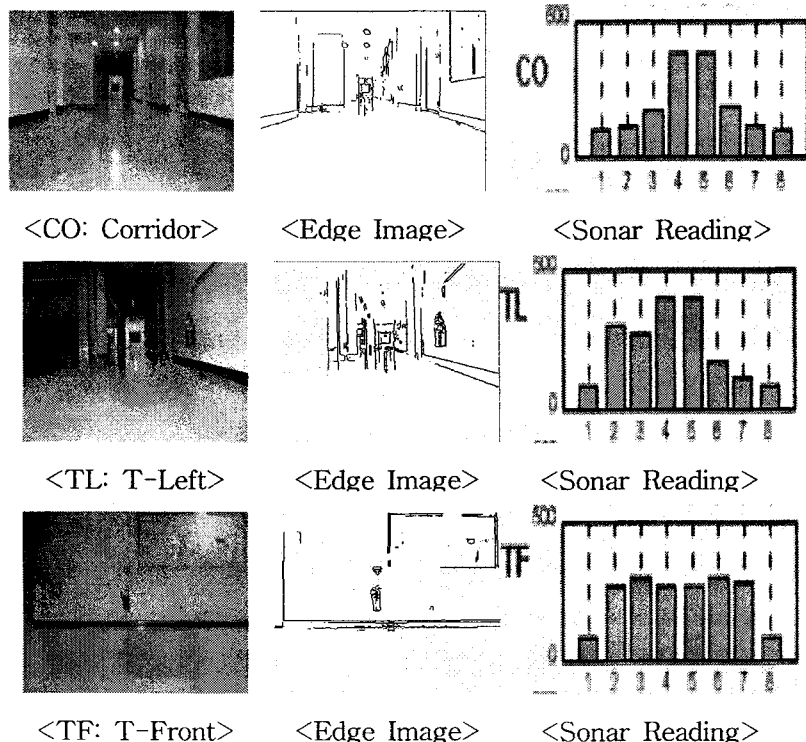 500
CO
0
1 2 3 4 5 6 7 8
<CO: Corridor> <Edge Image> <Sonar Reading>
500
TL
0
1 2 3 4 5 6 7 8
<TL: T-Left> <Edge Image> <Sonar Reading>
500
TF
0
1 2 3 4 5 6 7 8
<TF: T-Front> <Edge Image> <Sonar Reading>